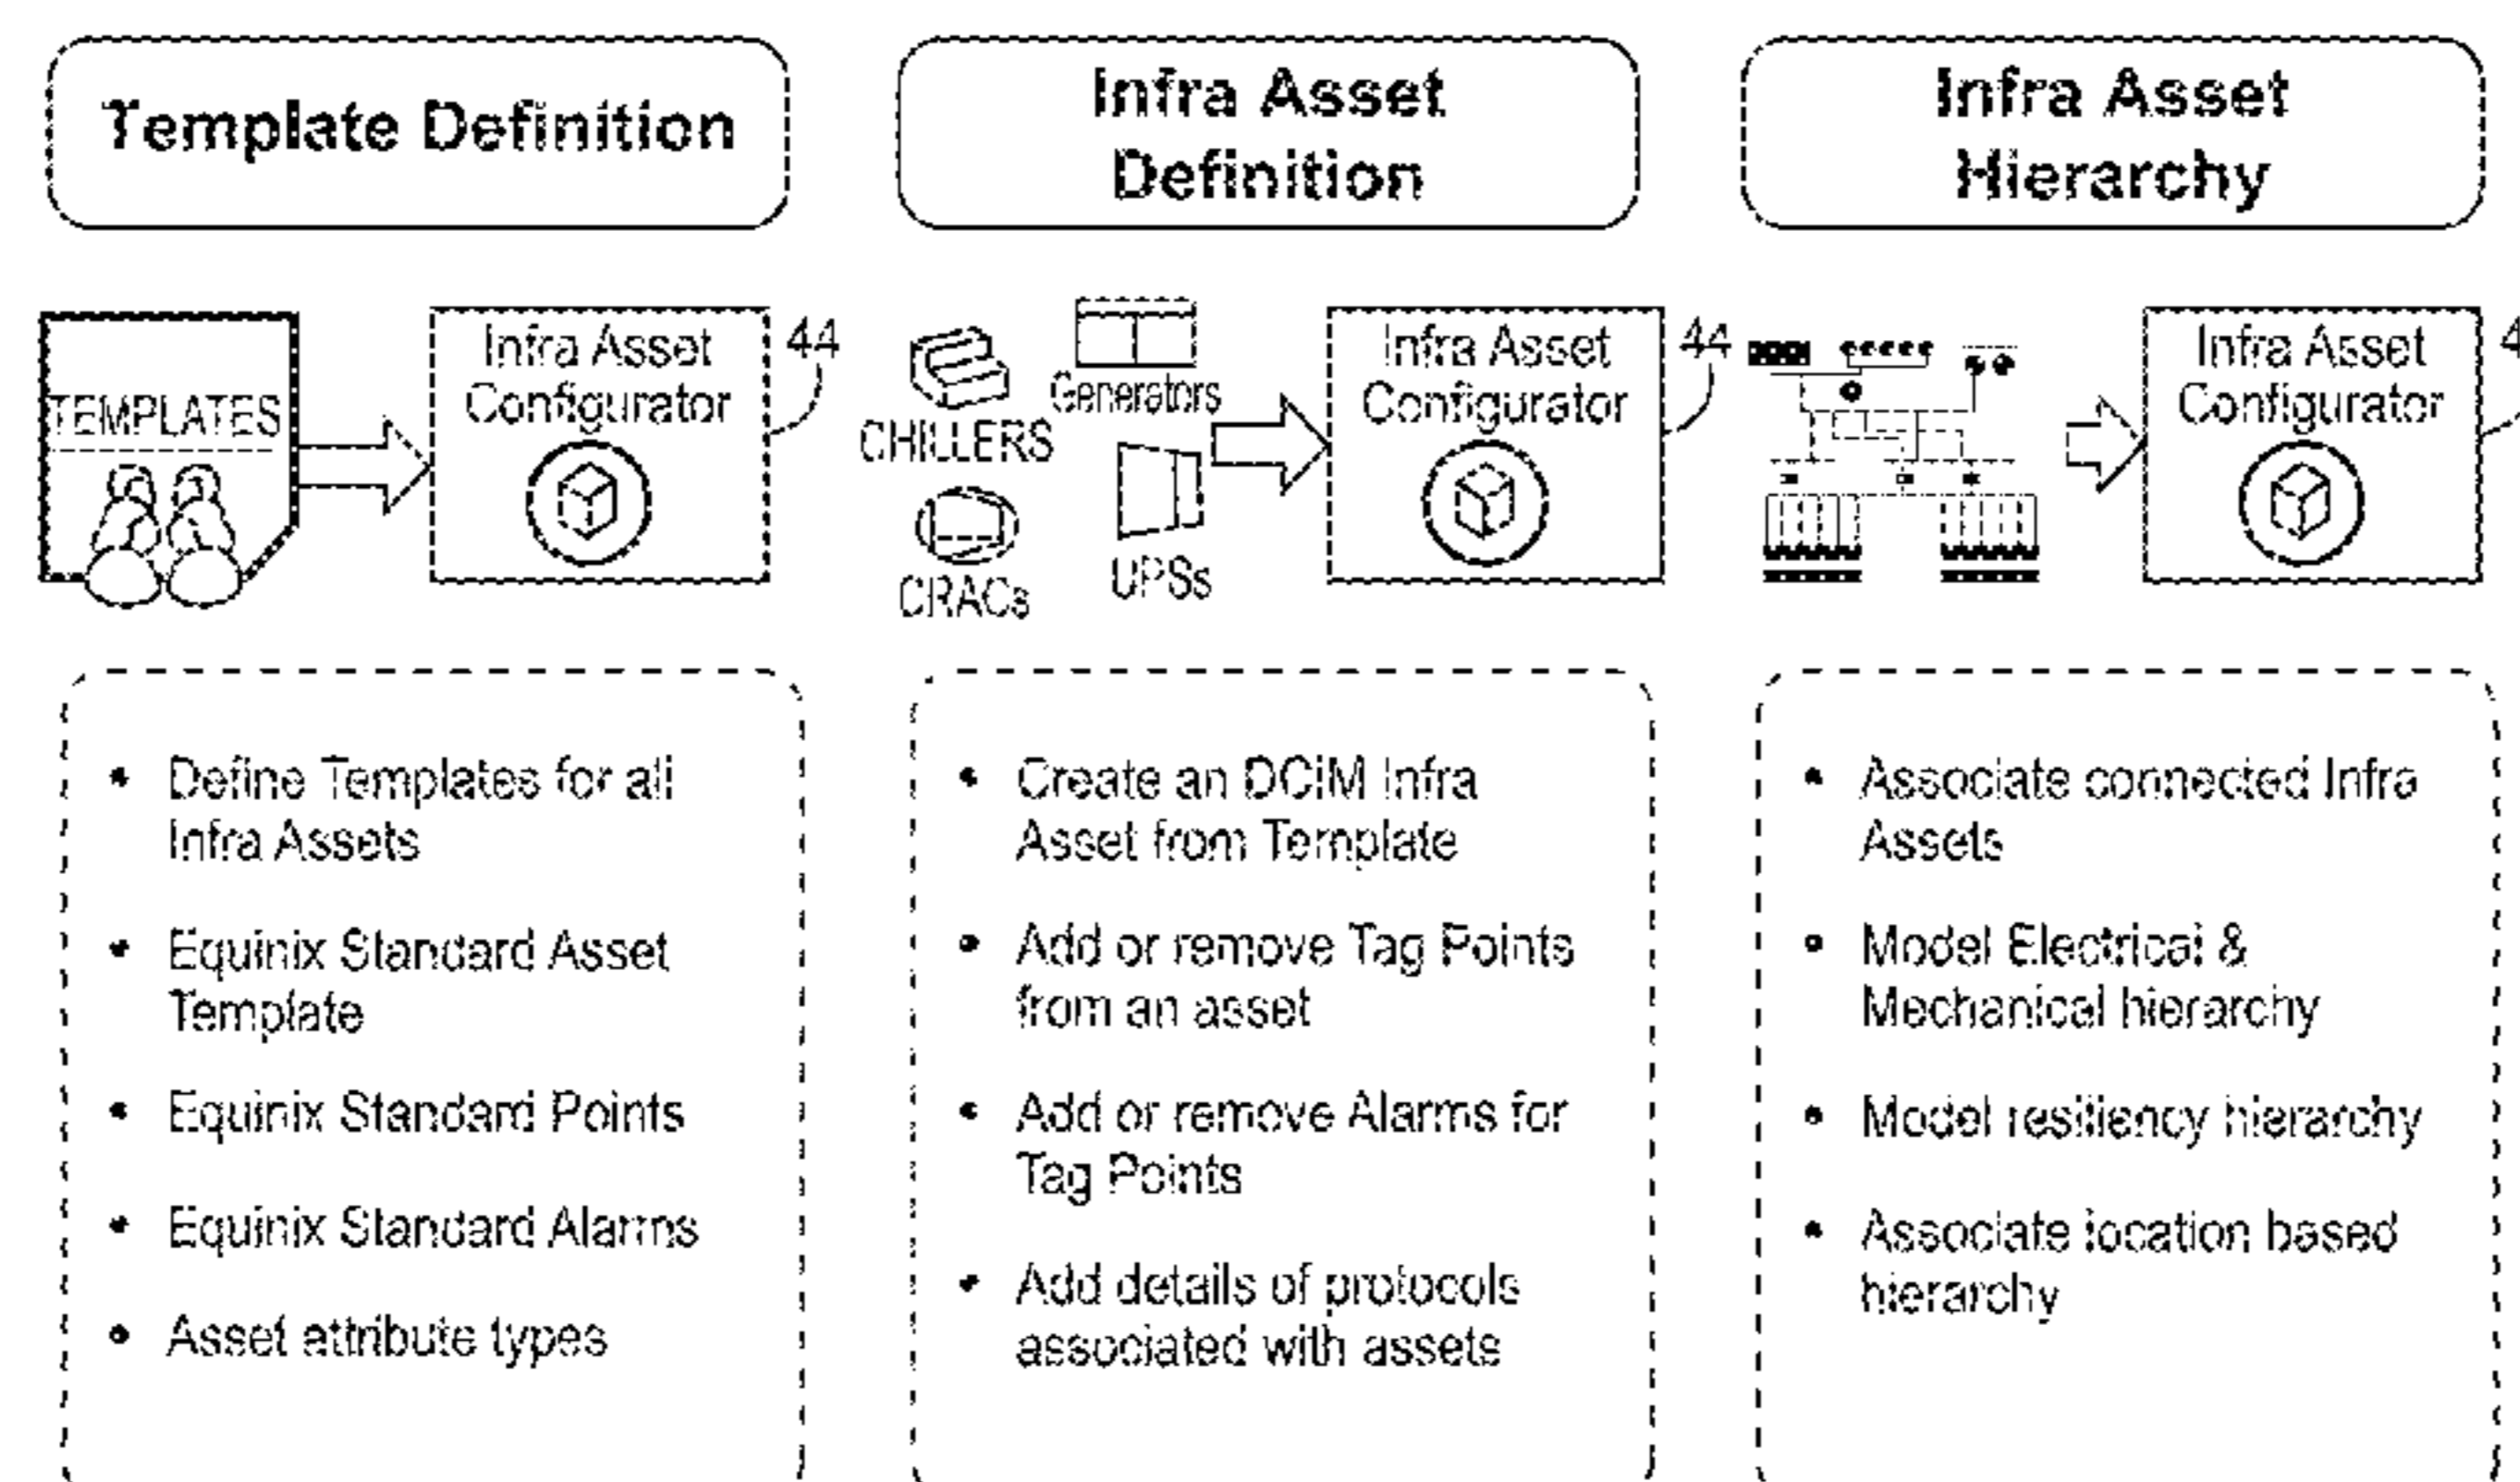 Template Definition
Infra Asset
Definition
Infra Asset
Hierarchy
TEMPLATES
Infra Asset
Configurator
44
CHILLERS
Generators
CRACs
UPSs
Infra Asset
Configurator
44
Infra Asset
Configurator
• Define Templates for all
Infra Assets
• Equinix Standard Asset
Template
• Equinix Standard Points
• Equinix Standard Alarms
• Asset attribute types
• Create an DCIM Infra
Asset from Template
• Add or remove Tag Points
from an asset
• Add or remove Alarms for
Tag Points
• Add details of protocols
associated with assets
• Associate connected Infra
Assets
• Model Electrical &
Mechanical hierarchy
• Model resiliency hierarchy
• Associate location based
hierarchy